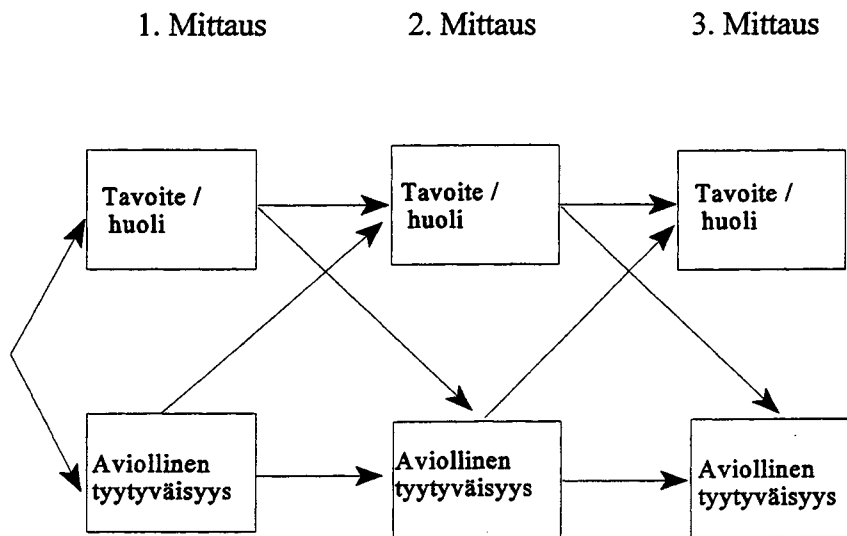 1. Mittaus 2. Mittaus 3. Mittaus
Tavoite /
huoli
Tavoite /
huoli
Tavoite /
huoli
Aviollinen
tyytyväisyys
Aviollinen
tyytyväisyys
Aviollinen
tyytyväisyys